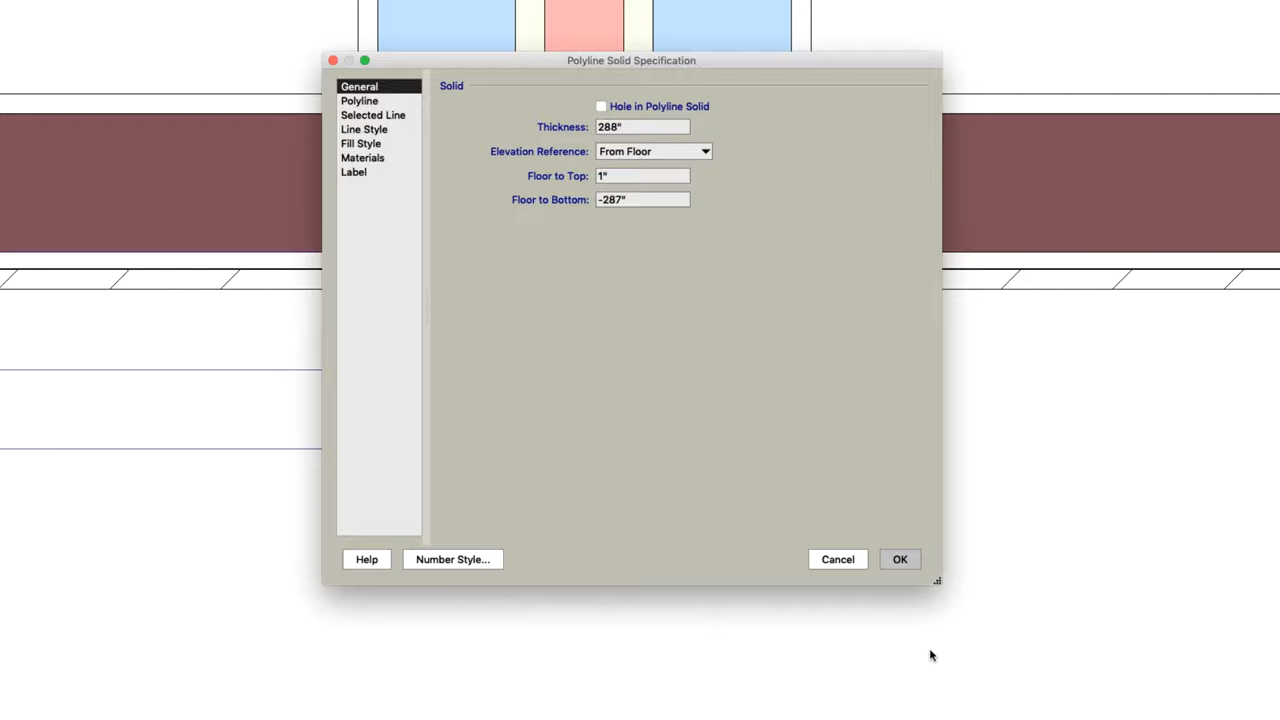 Polyline Solid Specification
General
Polyline
Selected Line
Line Style
Fill Style
Materials
Label
Solid
Hole in Polyline Solid
Thickness: 288"
Elevation Reference: From Floor
Floor to Top: 1"
Floor to Bottom: -287"
Help
Number Style...
Cancel
OK